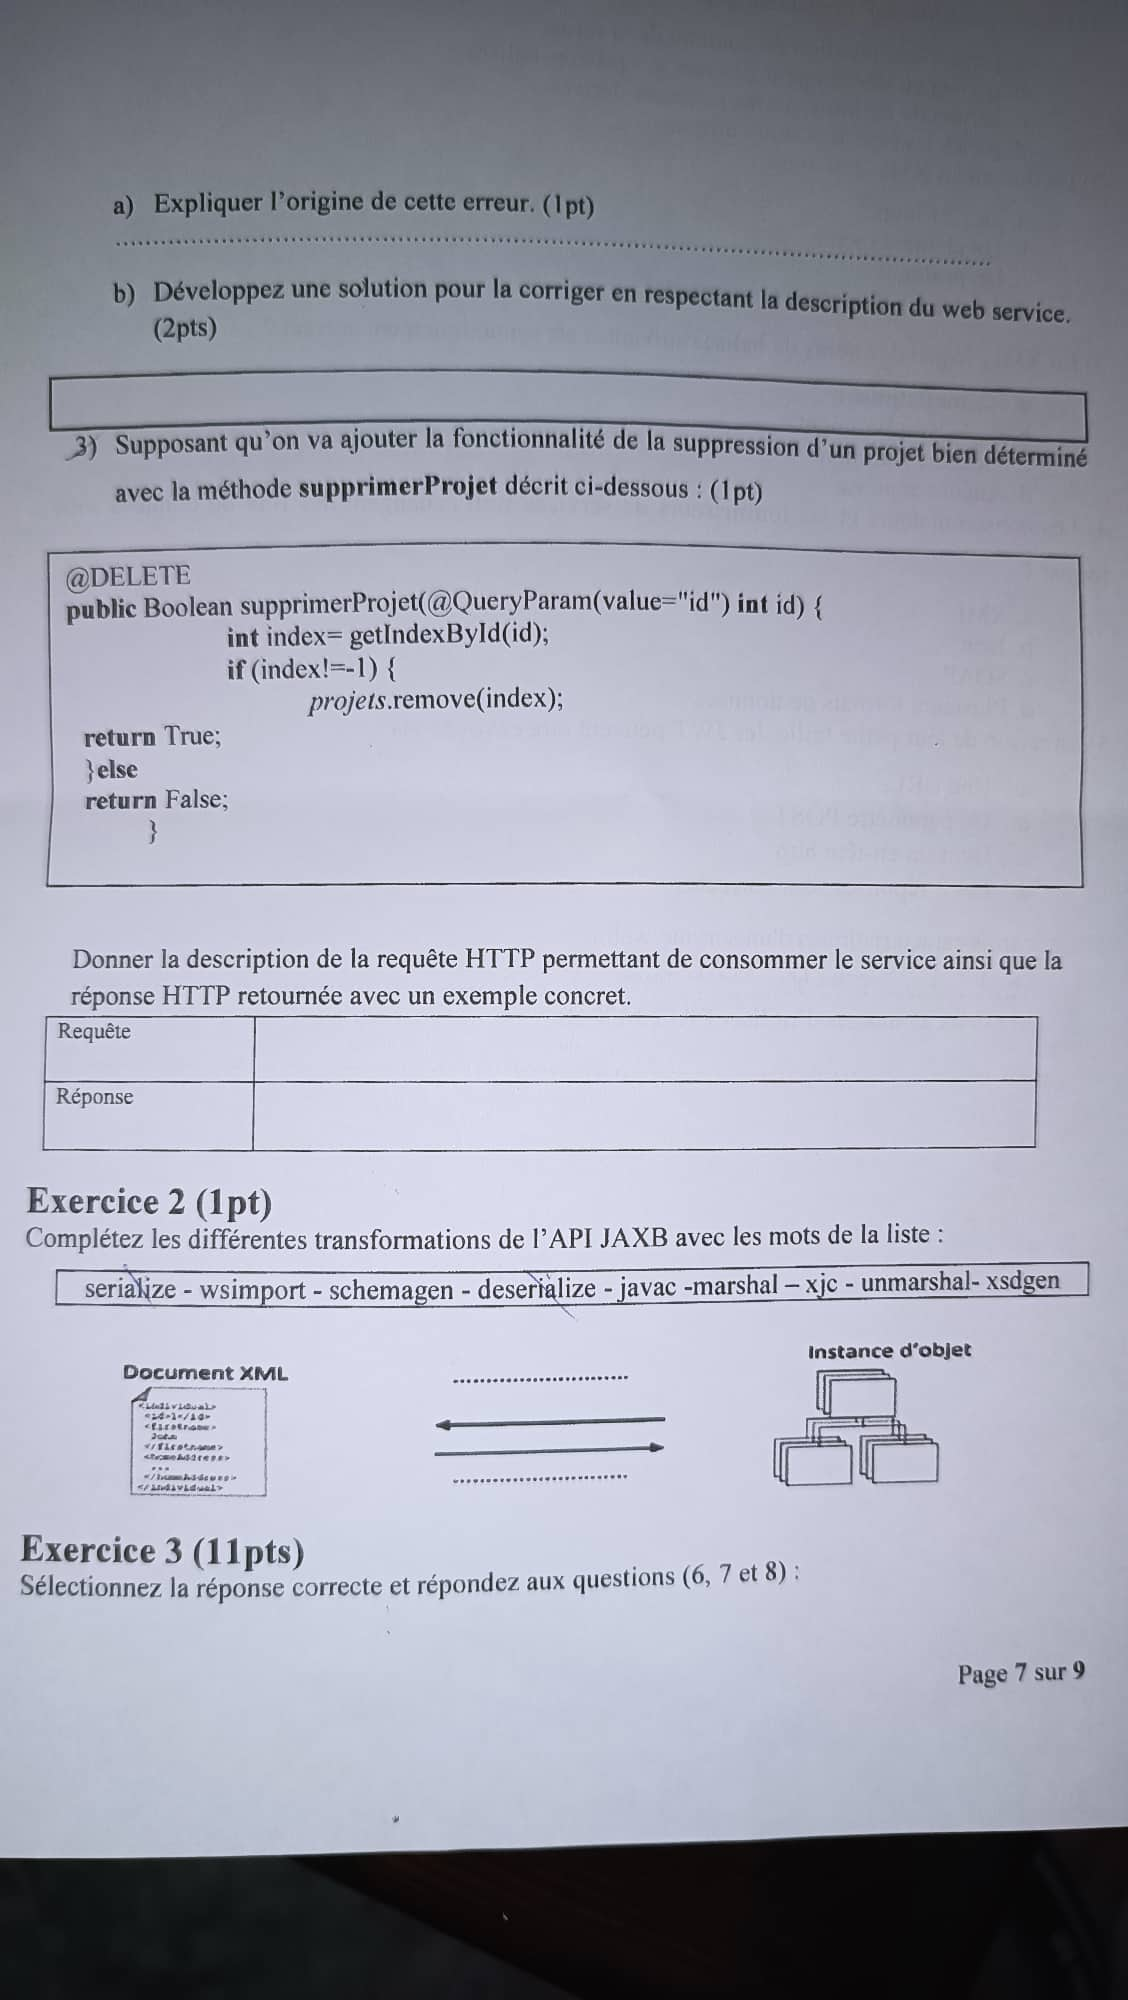 a) Expliquer l'origine de cette erreur. (1pt)
b) Développez une solution pour la corriger en respectant la description du web service.
(2pts)
3) Supposant qu'on va ajouter la fonctionnalité de la suppression d'un projet bien déterminé
avec la méthode supprimerProjet décrit ci-dessous : (1pt)
@DELETE
public Boolean supprimerProjet(@QueryParam(value="id") int id) {
int index= getIndexById(id);
if (index!=-1) {
projets.remove(index);
return True;
}else
return False;
}
Donner la description de la requête HTTP permettant de consommer le service ainsi que la
réponse HTTP retournée avec un exemple concret.
Requête
Réponse
Exercice 2 (1pt)
Complétez les différentes transformations de l'API JAXB avec les mots de la liste :
serialize - wsimport - schemagen - deserialize - javac -marshal – xjc - unmarshal- xsdgen
Instance d'objet
Document XML
<individual>
<id>1</id>
<firstname>
</firstname>
<homeAddress>
...
</homeAddress>
</individual>
Exercice 3 (11pts)
Sélectionnez la réponse correcte et répondez aux questions (6, 7 et 8) :
Page 7 sur 9